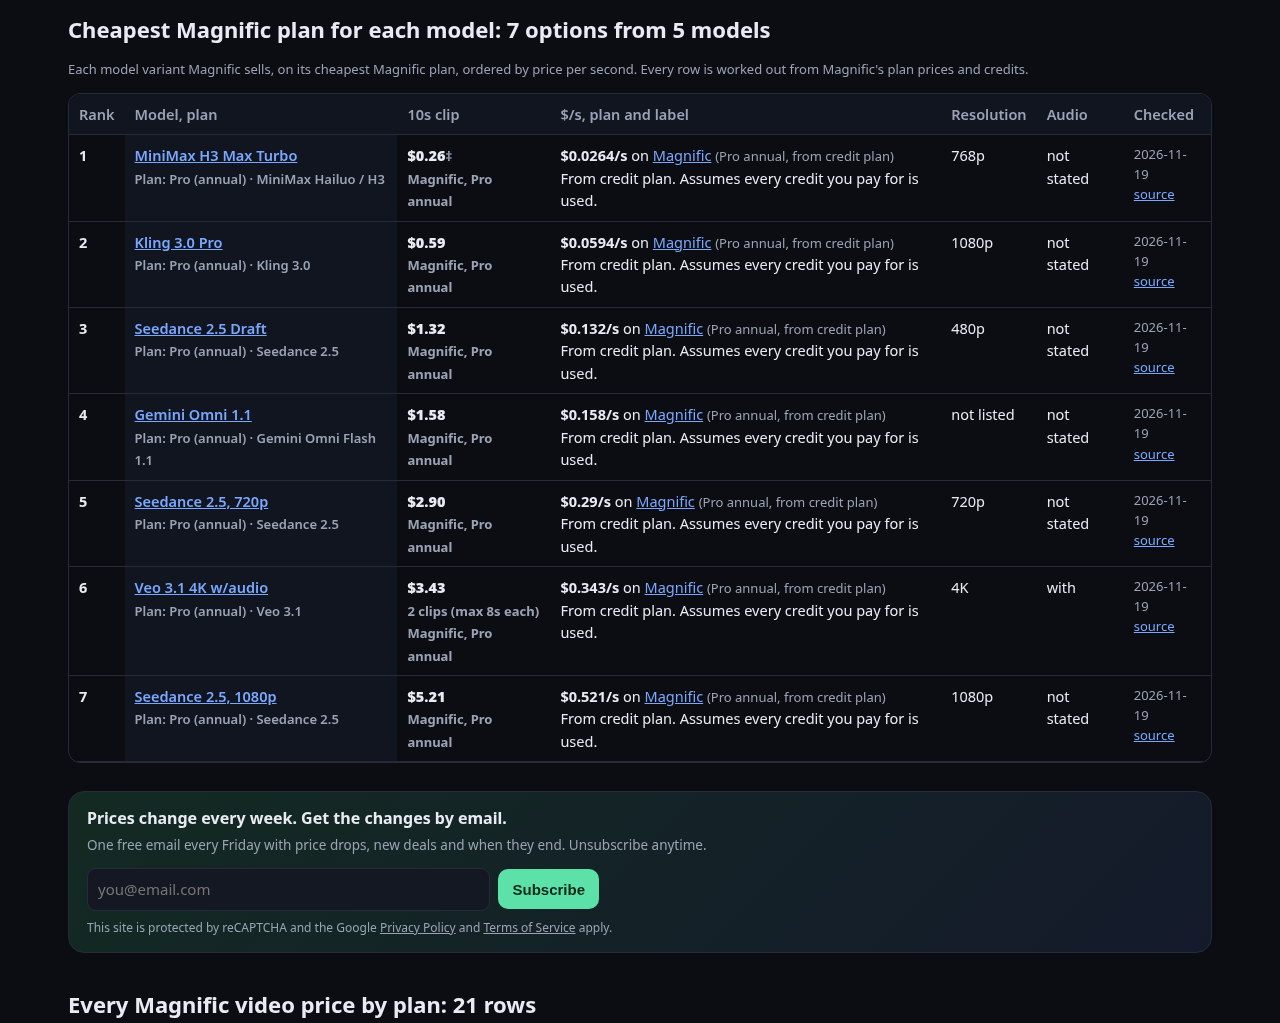 Cheapest Magnific plan for each model: 7 options from 5 models
Each model variant Magnific sells, on its cheapest Magnific plan, ordered by price per second. Every row is worked out from Magnific's plan prices and credits.
Rank Model, plan 10s clip $/s, plan and label Resolution Audio Checked
1 MiniMax H3 Max Turbo $0.26‡ $0.0264/s on Magnific (Pro annual, from credit plan) 768p not 2026-11-
Plan: Pro (annual) · MiniMax Hailuo / H3 Magnific, Pro From credit plan. Assumes every credit you pay for is stated 19
annual used. source
2 Kling 3.0 Pro $0.59 $0.0594/s on Magnific (Pro annual, from credit plan) 1080p not 2026-11-
Plan: Pro (annual) · Kling 3.0 Magnific, Pro From credit plan. Assumes every credit you pay for is stated 19
annual used. source
3 Seedance 2.5 Draft $1.32 $0.132/s on Magnific (Pro annual, from credit plan) 480p not 2026-11-
Plan: Pro (annual) · Seedance 2.5 Magnific, Pro From credit plan. Assumes every credit you pay for is stated 19
annual used. source
4 Gemini Omni 1.1 $1.58 $0.158/s on Magnific (Pro annual, from credit plan) not listed not 2026-11-
Plan: Pro (annual) · Gemini Omni Flash Magnific, Pro From credit plan. Assumes every credit you pay for is stated 19
1.1 annual used. source
5 Seedance 2.5, 720p $2.90 $0.29/s on Magnific (Pro annual, from credit plan) 720p not 2026-11-
Plan: Pro (annual) · Seedance 2.5 Magnific, Pro From credit plan. Assumes every credit you pay for is stated 19
annual used. source
6 Veo 3.1 4K w/audio $3.43 $0.343/s on Magnific (Pro annual, from credit plan) 4K with 2026-11-
Plan: Pro (annual) · Veo 3.1 2 clips (max 8s each) From credit plan. Assumes every credit you pay for is 19
Magnific, Pro used. source
annual
7 Seedance 2.5, 1080p $5.21 $0.521/s on Magnific (Pro annual, from credit plan) 1080p not 2026-11-
Plan: Pro (annual) · Seedance 2.5 Magnific, Pro From credit plan. Assumes every credit you pay for is stated 19
annual used. source
Prices change every week. Get the changes by email.
One free email every Friday with price drops, new deals and when they end. Unsubscribe anytime.
you@email.com Subscribe
This site is protected by reCAPTCHA and the Google Privacy Policy and Terms of Service apply.
Every Magnific video price by plan: 21 rows